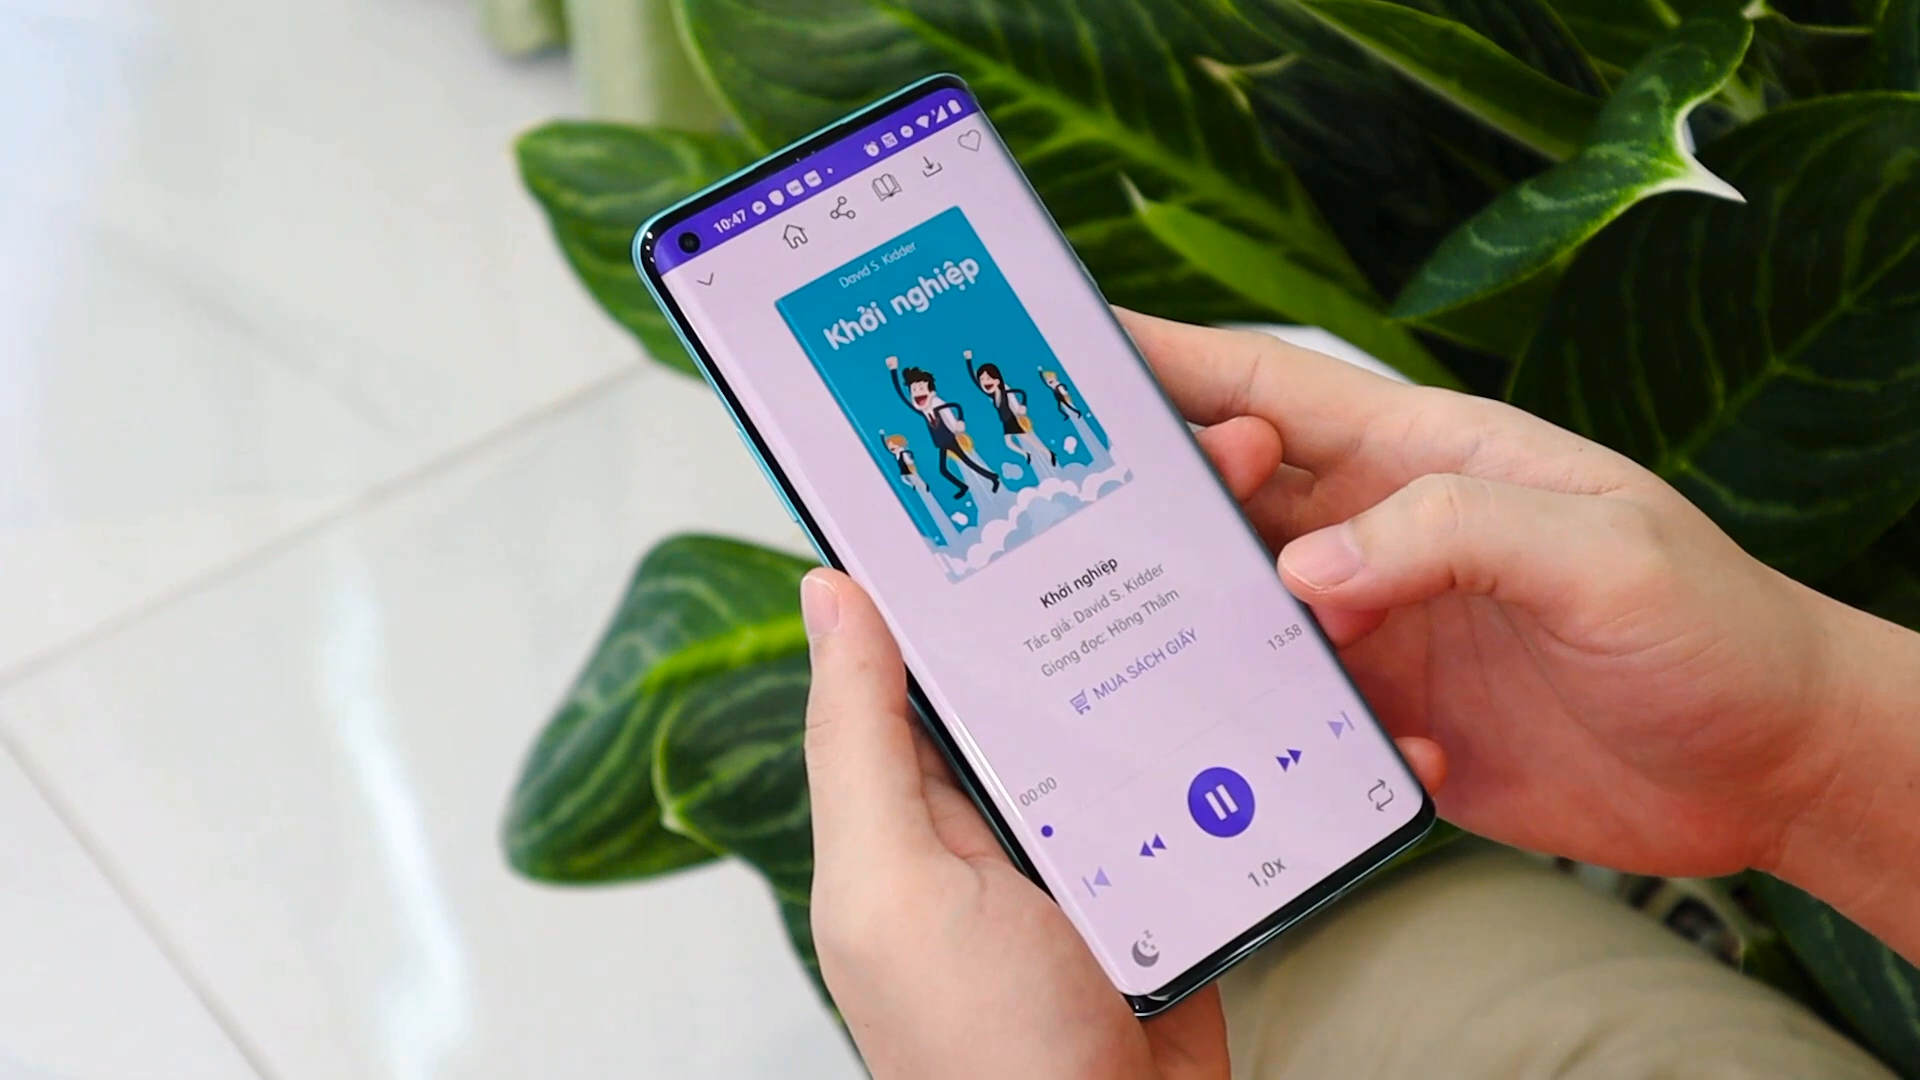 10:47
David S. Kidder
Khởi nghiệp
Khởi nghiệp
Tác giả: David S. Kidder
Giọng đọc: Hồng Thắm
MUA SÁCH GIẤY
13:58
00:00
1,0x